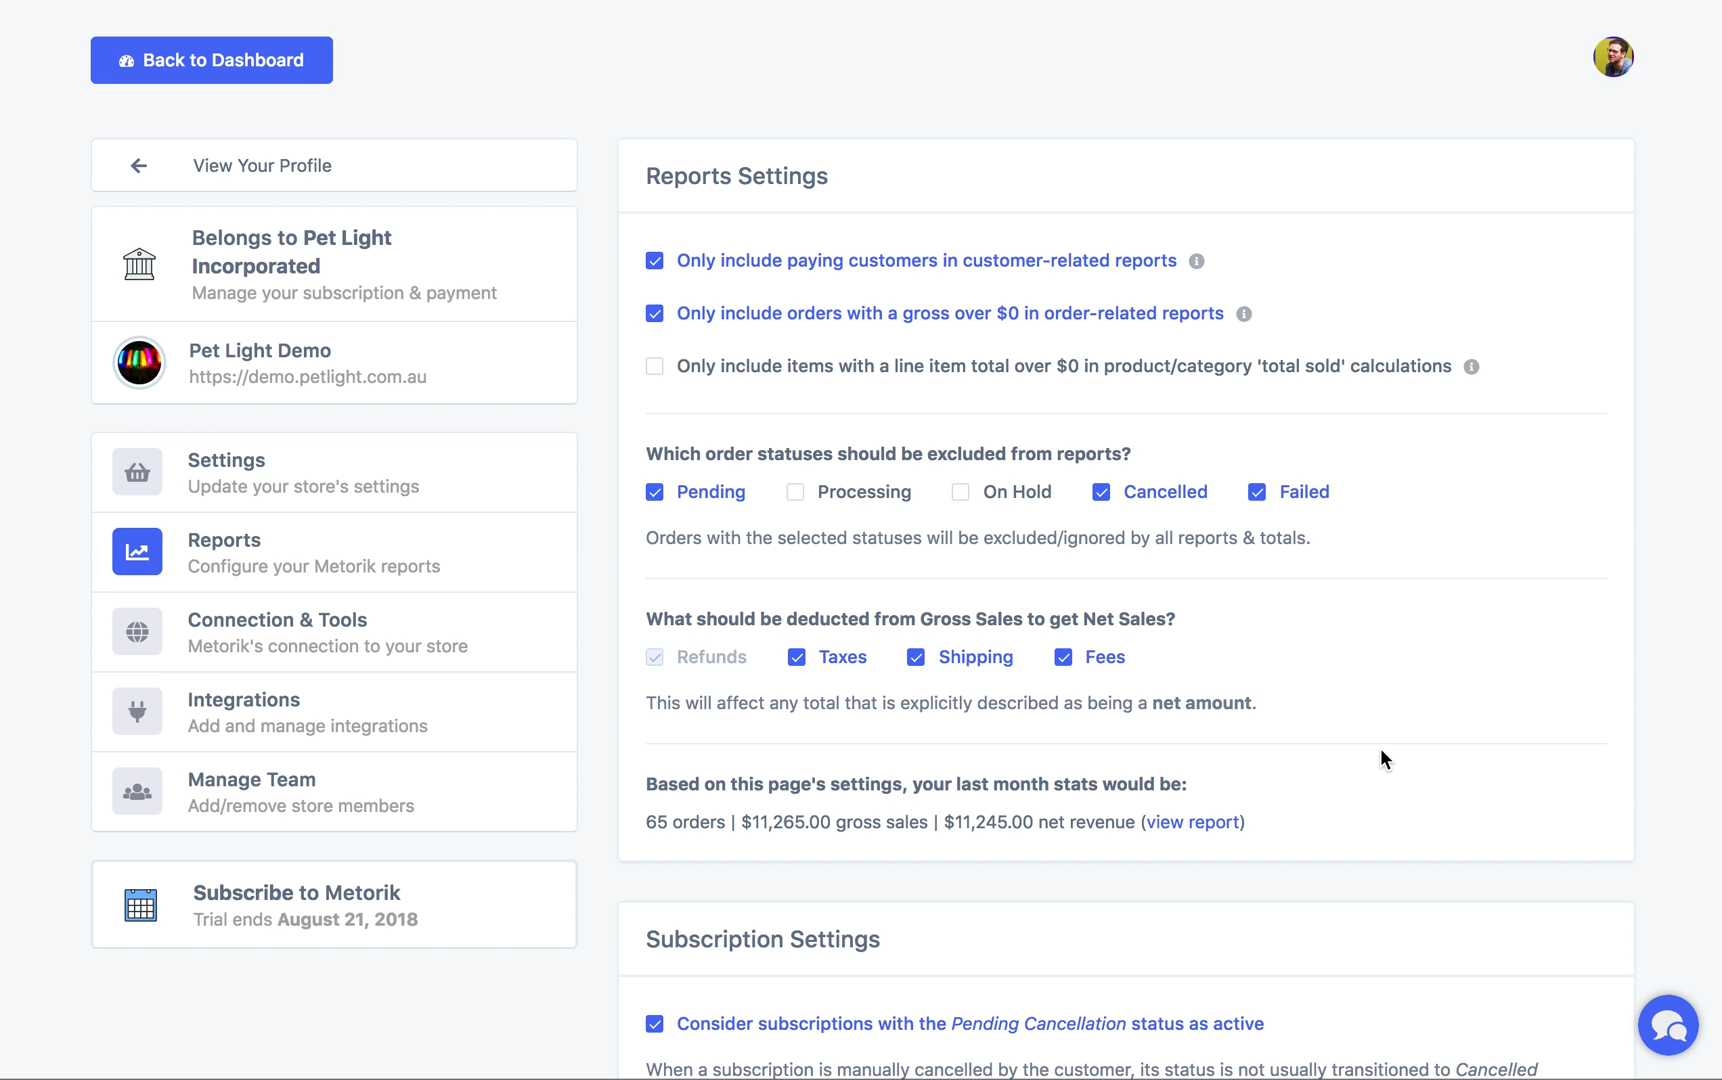 Back to Dashboard
View Your Profile
Belongs to Pet Light
Incorporated
Manage your subscription & payment
Pet Light Demo
https://demo.petlight.com.au
Settings
Update your store's settings
Reports
Configure your Metorik reports
Connection & Tools
Metorik's connection to your store
Integrations
Add and manage integrations
Manage Team
Add/remove store members
Subscribe to Metorik
Trial ends August 21, 2018
Reports Settings
Only include paying customers in customer-related reports
Only include orders with a gross over $0 in order-related reports
Only include items with a line item total over $0 in product/category 'total sold' calculations
Which order statuses should be excluded from reports?
Pending Processing On Hold Cancelled Failed
Orders with the selected statuses will be excluded/ignored by all reports & totals.
What should be deducted from Gross Sales to get Net Sales?
Refunds Taxes Shipping Fees
This will affect any total that is explicitly described as being a net amount.
Based on this page's settings, your last month stats would be:
65 orders | $11,265.00 gross sales | $11,245.00 net revenue (view report)
Subscription Settings
Consider subscriptions with the Pending Cancellation status as active
When a subscription is manually cancelled by the customer, its status is not usually transitioned to Cancelled